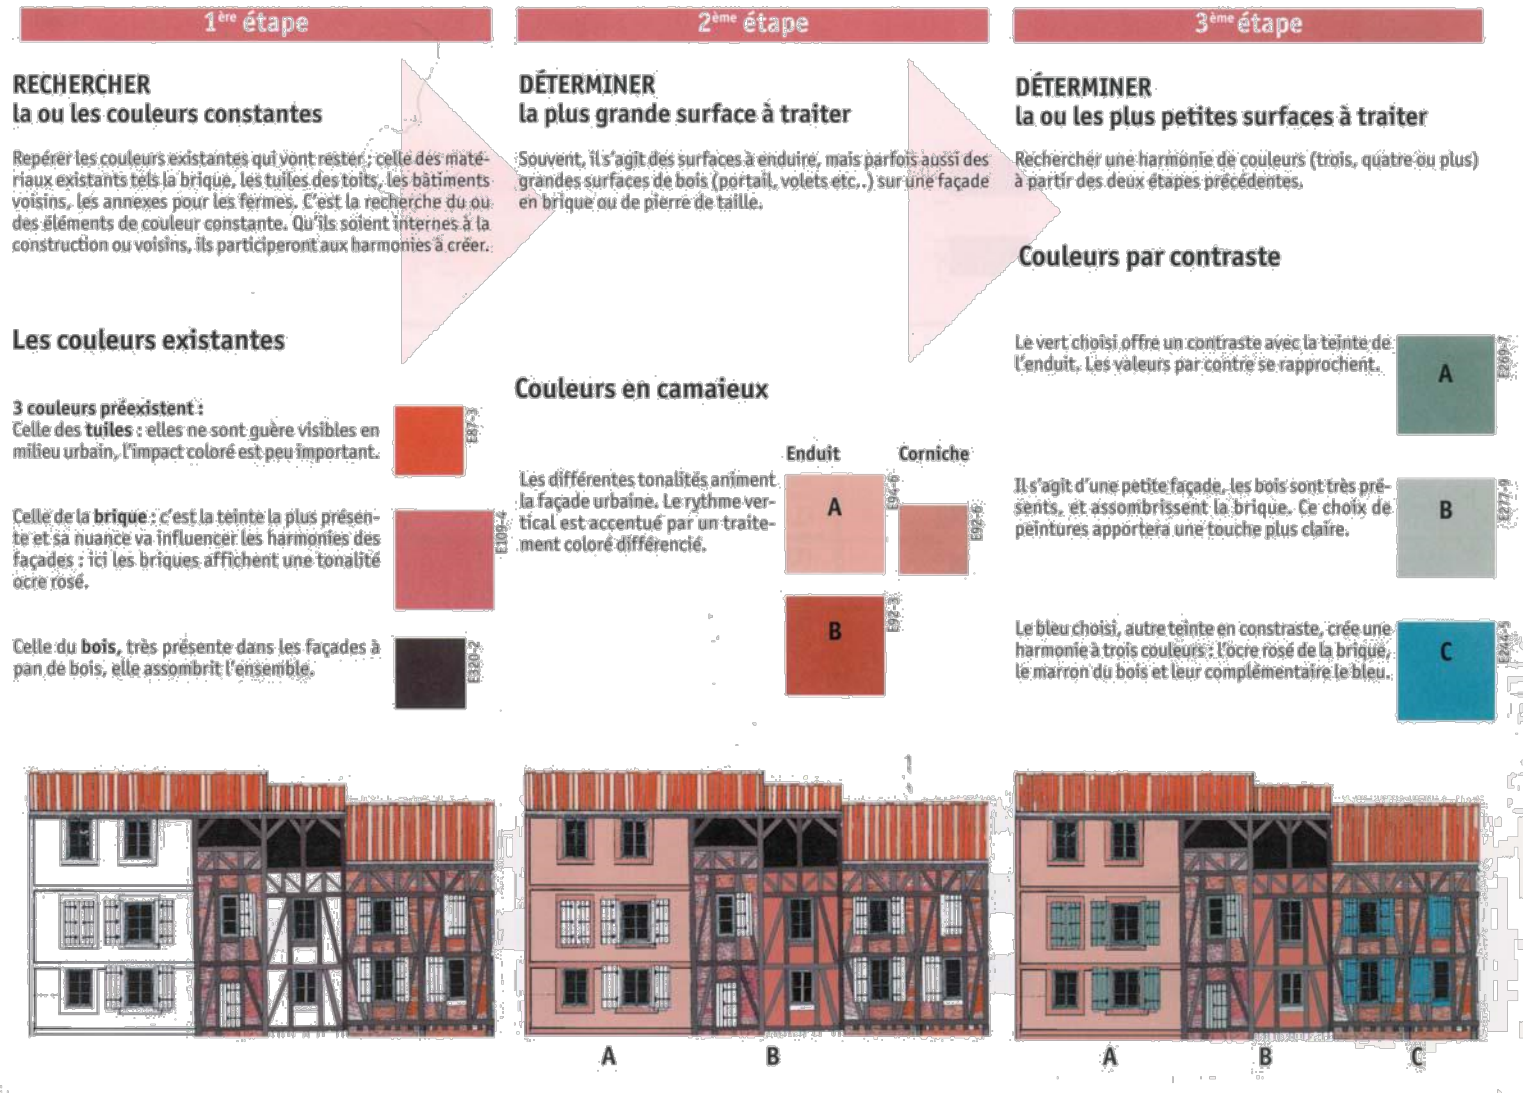 1ère étape
RECHERCHER
la ou les couleurs constantes
Repérer les couleurs existantes qui vont rester : celle des maté-
riaux existants tels la brique, les tuiles des toits, les bâtiments
voisins, les annexes pour les fermes. C'est la recherche du ou
des éléments de couleur constante. Qu'ils soient internes à la
construction ou voisins, ils participeront aux harmonies à créer.
Les couleurs existantes
3 couleurs préexistent :
Celle des tuiles : elles ne sont guère visibles en
milieu urbain, l'impact coloré est peu important.
E87-3
Celle de la brique : c'est la teinte la plus présen-
te et sa nuance va influencer les harmonies des
façades : ici les briques affichent une tonalité
ocre rosé.
E109-4
Celle du bois, très présente dans les façades à
pan de bois, elle assombrit l'ensemble.
E320-2
2ème étape
DÉTERMINER
la plus grande surface à traiter
Souvent, il s'agit des surfaces à enduire, mais parfois aussi des
grandes surfaces de bois (portail, volets etc..) sur une façade
en brique ou de pierre de taille.
Couleurs en camaïeux
Enduit
Corniche
Les différentes tonalités animent
la façade urbaine. Le rythme ver-
tical est accentué par un traite-
ment coloré différencié.
A
E94-6
E92-6
B
E92-3
A
B
3ème étape
DÉTERMINER
la ou les plus petites surfaces à traiter
Rechercher une harmonie de couleurs (trois, quatre ou plus)
à partir des deux étapes précédentes.
Couleurs par contraste
Le vert choisi offre un contraste avec la teinte de
l'enduit. Les valeurs par contre se rapprochent.
A
E269-7
Il s'agit d'une petite façade, les bois sont très pré-
sents, et assombrissent la brique. Ce choix de
peintures apportera une touche plus claire.
B
E277-9
Le bleu choisi, autre teinte en constraste, crée une
harmonie à trois couleurs : l'ocre rosé de la brique,
le marron du bois et leur complémentaire le bleu.
C
E244-5
A
B
C